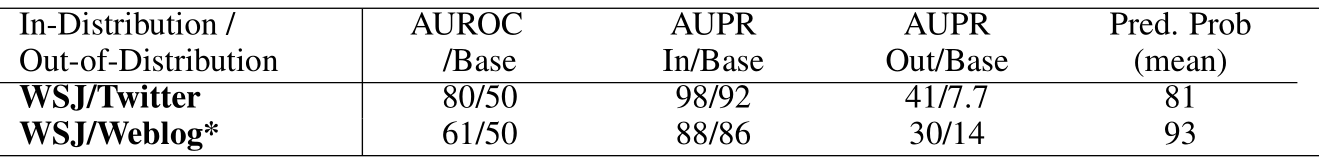 In-Distribution / AUROC AUPR AUPR Pred. Prob
Out-of-Distribution /Base In/Base Out/Base (mean)
WSJ/Twitter 80/50 98/92 41/7.7 81
WSJ/Weblog* 61/50 88/86 30/14 93